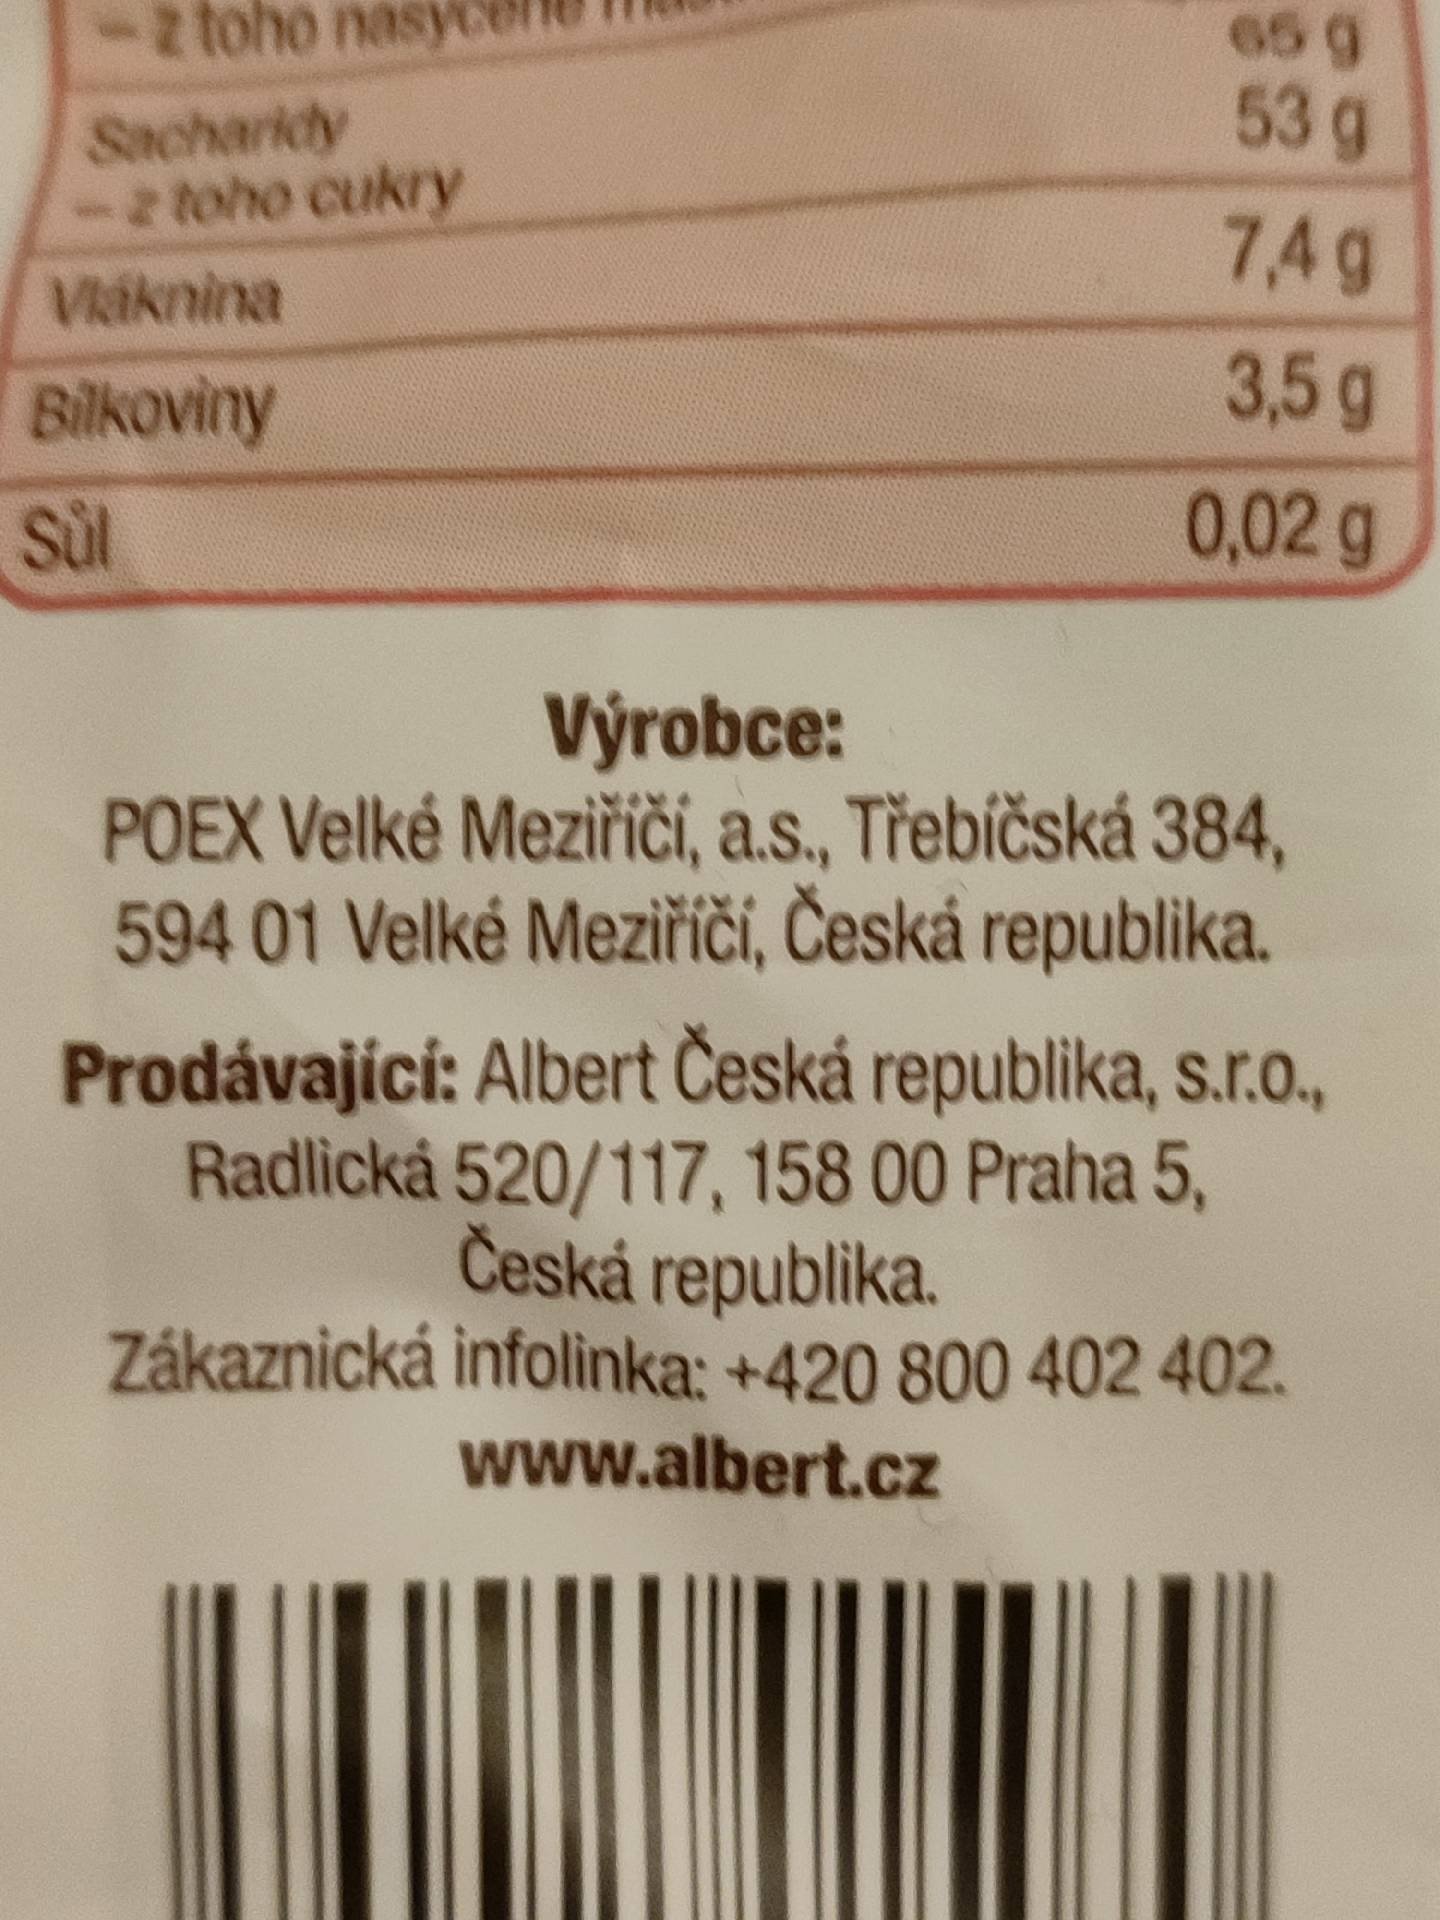 – z toho nasycené
Sacharidy 65 g
– z toho cukry 53 g
Vláknina 7,4 g
Bílkoviny 3,5 g
Sůl 0,02 g
Výrobce:
POEX Velké Meziříčí, a.s., Třebíčská 384,
594 01 Velké Meziříčí, Česká republika.
Prodávající: Albert Česká republika, s.r.o.,
Radlická 520/117, 158 00 Praha 5,
Česká republika.
Zákaznická infolinka: +420 800 402 402.
www.albert.cz